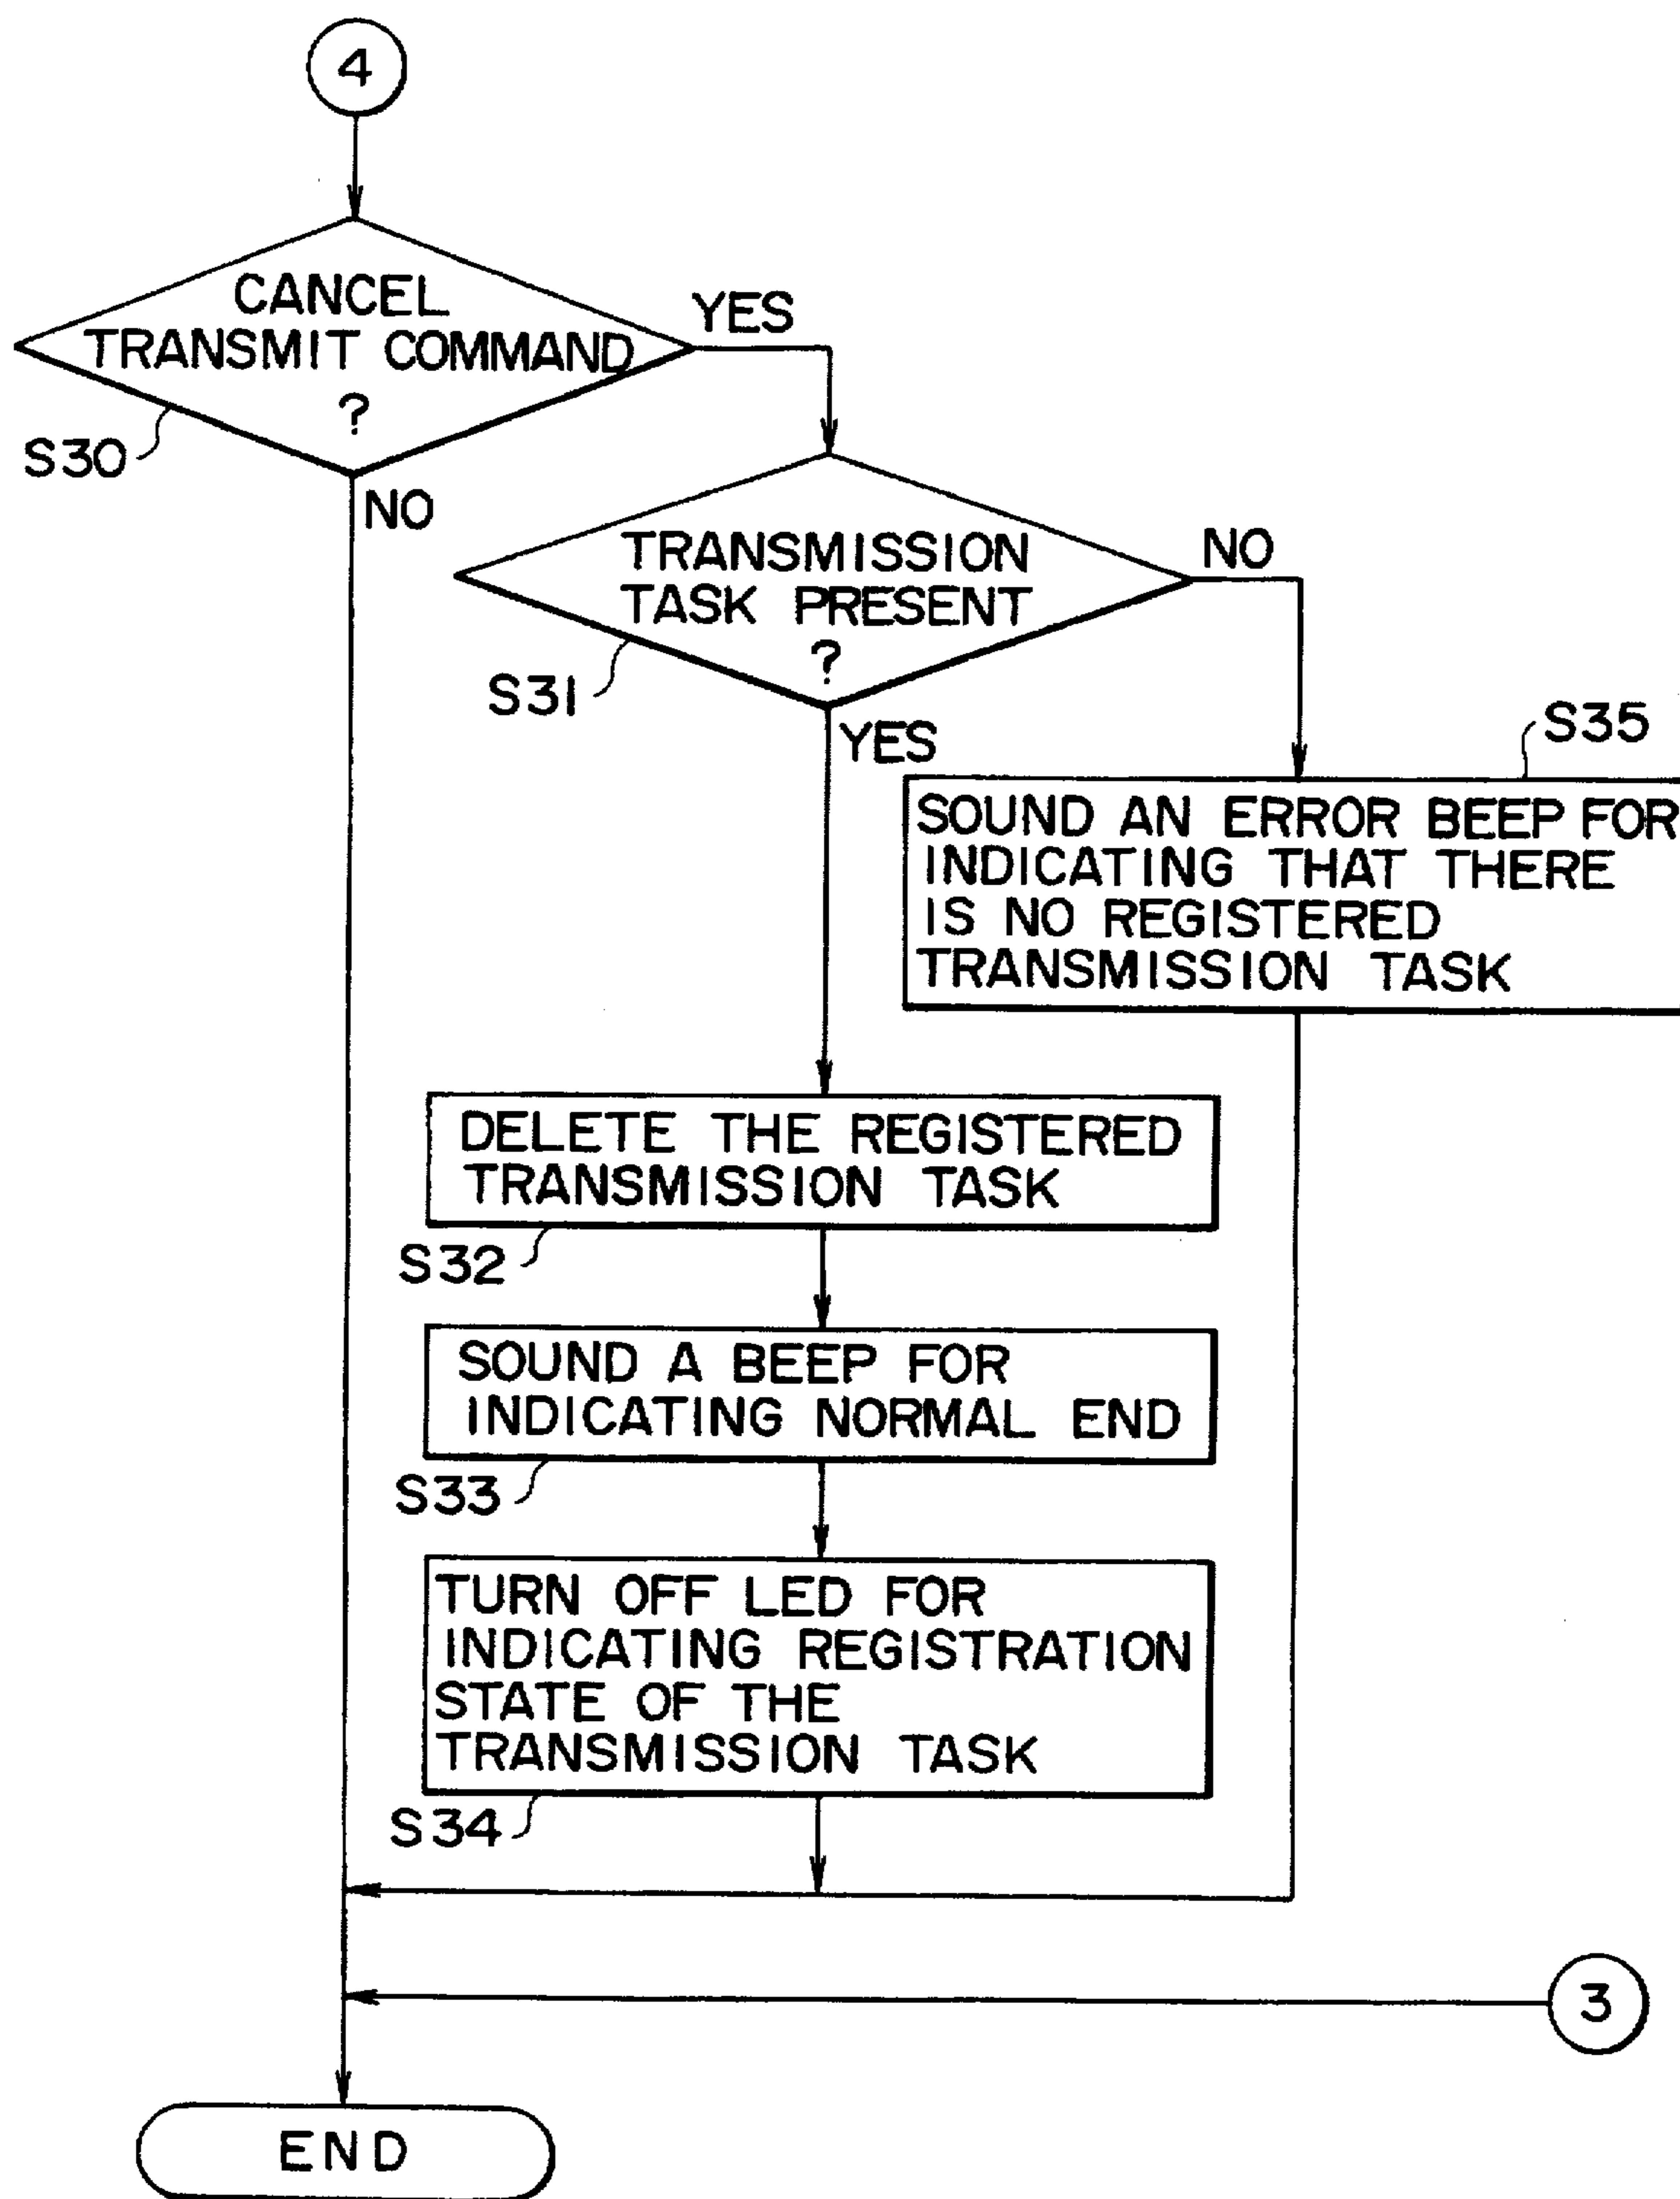 4
CANCEL
TRANSMIT COMMAND
?
YES
S30
NO
TRANSMISSION
TASK PRESENT
?
NO
S31
YES
S35
SOUND AN ERROR BEEP FOR
INDICATING THAT THERE
IS NO REGISTERED
TRANSMISSION TASK
DELETE THE REGISTERED
TRANSMISSION TASK
S32
SOUND A BEEP FOR
INDICATING NORMAL END
S33
TURN OFF LED FOR
INDICATING REGISTRATION
STATE OF THE
TRANSMISSION TASK
S34
3
END